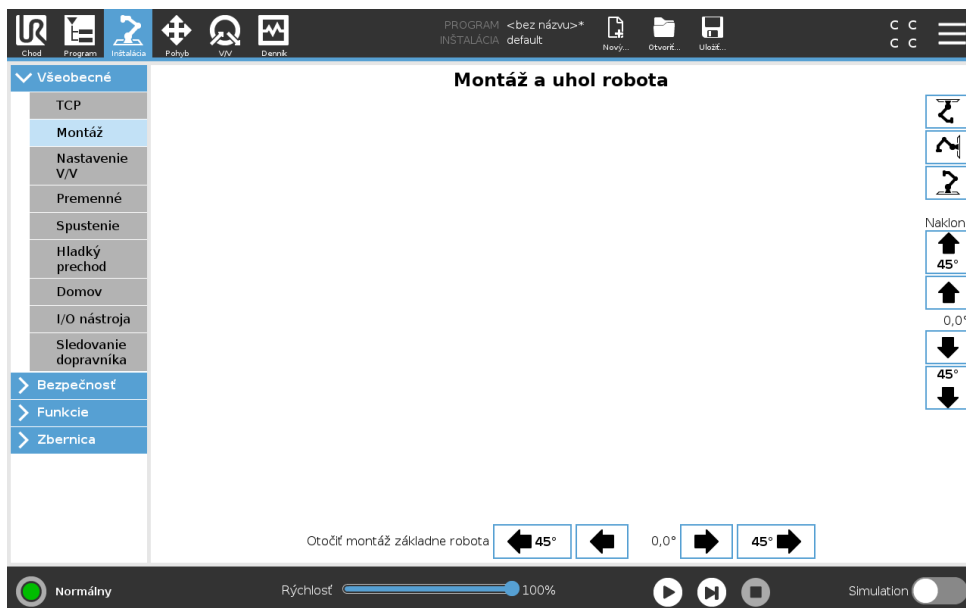 PROGRAM <bez názvu>*
INŠTALÁCIA default
Chod Program Inštalácia Pohyb V/V Denník Nový... Otvoriť... Uložiť...
C C
C C
Všeobecné
TCP
Montáž
Nastavenie
V/V
Premenné
Spustenie
Hladký
prechod
Domov
I/O nástroja
Sledovanie
dopravníka
Bezpečnosť
Funkcie
Zbernica
Montáž a uhol robota
Naklon
45°
0,0°
45°
Otočiť montáž základne robota 45° 0,0° 45°
Normálny Rýchlosť 100% Simulation